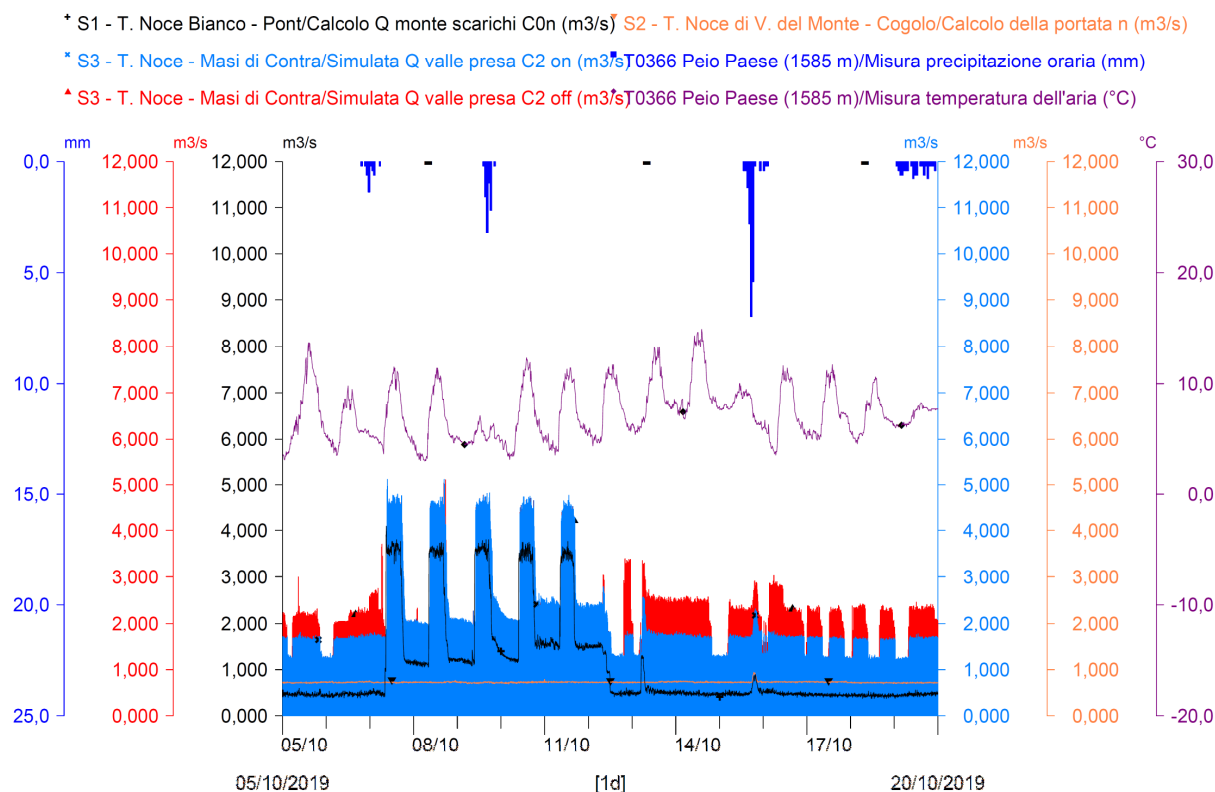 S1 - T. Noce Bianco - Pont/Calcolo Q monte scarichi C0n (m3/s) S2 - T. Noce di V. del Monte - Cogolo/Calcolo della portata n (m3/s)
S3 - T. Noce - Masi di Contra/Simulata Q valle presa C2 on (m3/s) T0366 Peio Paese (1585 m)/Misura precipitazione oraria (mm)
S3 - T. Noce - Masi di Contra/Simulata Q valle presa C2 off (m3/s) T0366 Peio Paese (1585 m)/Misura temperatura dell'aria (°C)
mm m3/s m3/s m3/s m3/s °C
0,0 12,000 12,000 12,000 12,000 30,0
11,000 11,000 11,000 11,000
5,0 10,000 10,000 10,000 10,000 20,0
9,000 9,000 9,000 9,000
8,000 8,000 8,000 8,000
10,0 7,000 7,000 7,000 7,000 10,0
6,000 6,000 6,000 6,000
15,0 5,000 5,000 5,000 5,000 0,0
4,000 4,000 4,000 4,000
3,000 3,000 3,000 3,000
20,0 2,000 2,000 2,000 2,000 -10,0
1,000 1,000 1,000 1,000
25,0 0,000 0,000 0,000 0,000 -20,0
05/10 08/10 11/10 14/10 17/10
05/10/2019 [1d] 20/10/2019